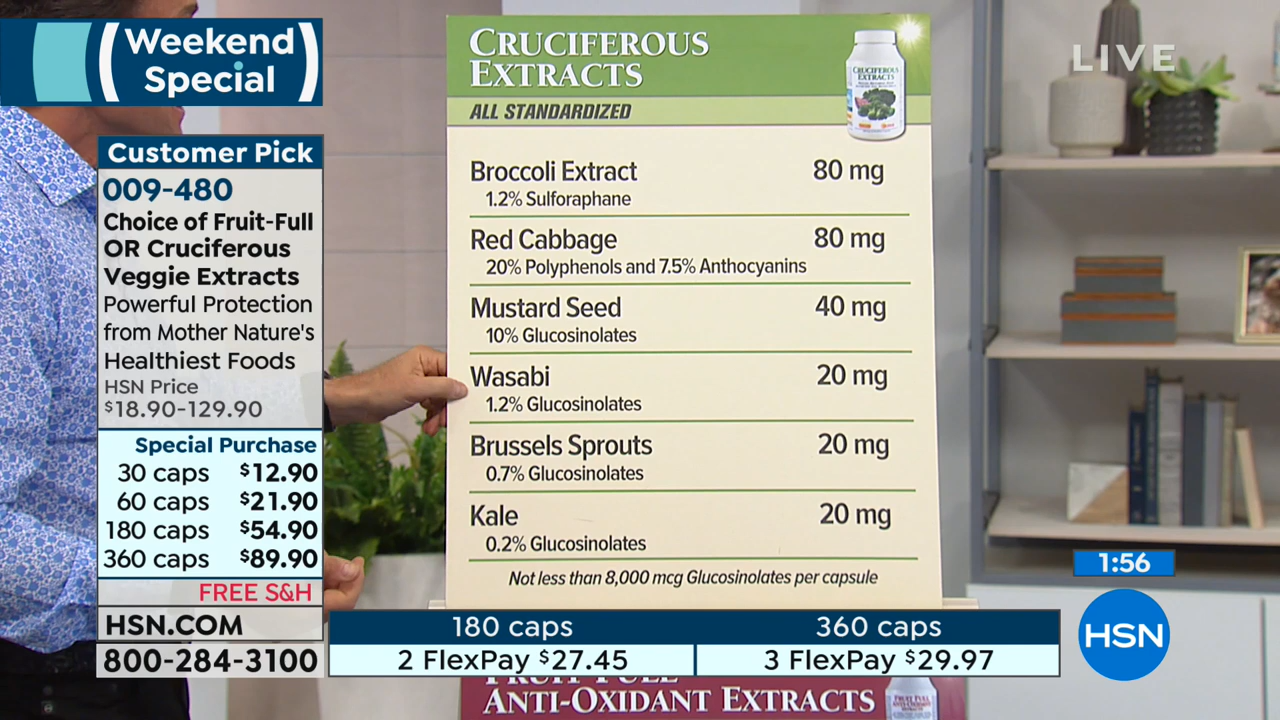 (Weekend
Special)
LIVE
Customer Pick
009-480
Choice of Fruit-Full
OR Cruciferous
Veggie Extracts
Powerful Protection
from Mother Nature's
Healthiest Foods
HSN Price
$18.90-129.90
Special Purchase
30 caps $12.90
60 caps $21.90
180 caps $54.90
360 caps $89.90
FREE S&H
HSN.COM
800-284-3100
CRUCIFEROUS
EXTRACTS
ALL STANDARDIZED
CRUCIFEROUS
EXTRACTS
Broccoli Extract 80 mg
1.2% Sulforaphane
Red Cabbage 80 mg
20% Polyphenols and 7.5% Anthocyanins
Mustard Seed 40 mg
10% Glucosinolates
Wasabi 20 mg
1.2% Glucosinolates
Brussels Sprouts 20 mg
0.7% Glucosinolates
Kale 20 mg
0.2% Glucosinolates
Not less than 8,000 mcg Glucosinolates per capsule
1:56
HSN
180 caps 360 caps
2 FlexPay $27.45 3 FlexPay $29.97
FRUIT FULL
ANTI-OXIDANT EXTRACTS
FRUIT FULL